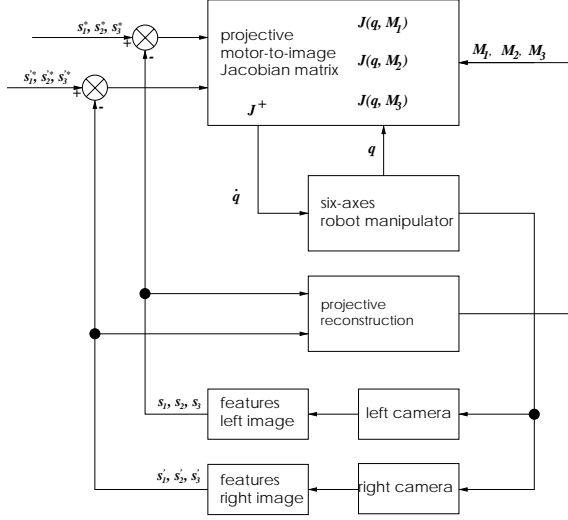 s₁*, s₂*, s₃*
+
-
s₁'*, s₂'*, s₃'*
+
-
projective
motor-to-image
Jacobian matrix
J⁺
J(q, M₁)
J(q, M₂)
J(q, M₃)
M₁, M₂, M₃
q
q̇
six-axes
robot manipulator
projective
reconstruction
s₁, s₂, s₃
features
left image
left camera
s₁', s₂', s₃'
features
right image
right camera